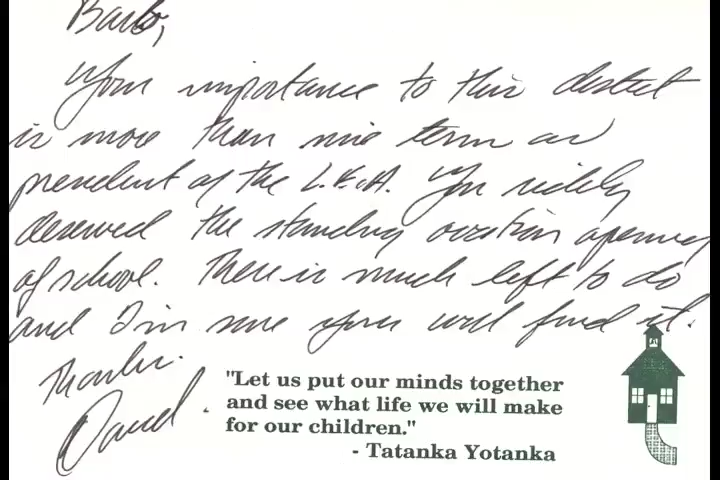 Barb,
Your importance to this district
is more than nine term as
president of the L.E.A. You richly
deserved the standing ovation opening
of school. There is much left to do
and I'm sure you will find it.
Thanks.
David.
"Let us put our minds together
and see what life we will make
for our children."
- Tatanka Yotanka